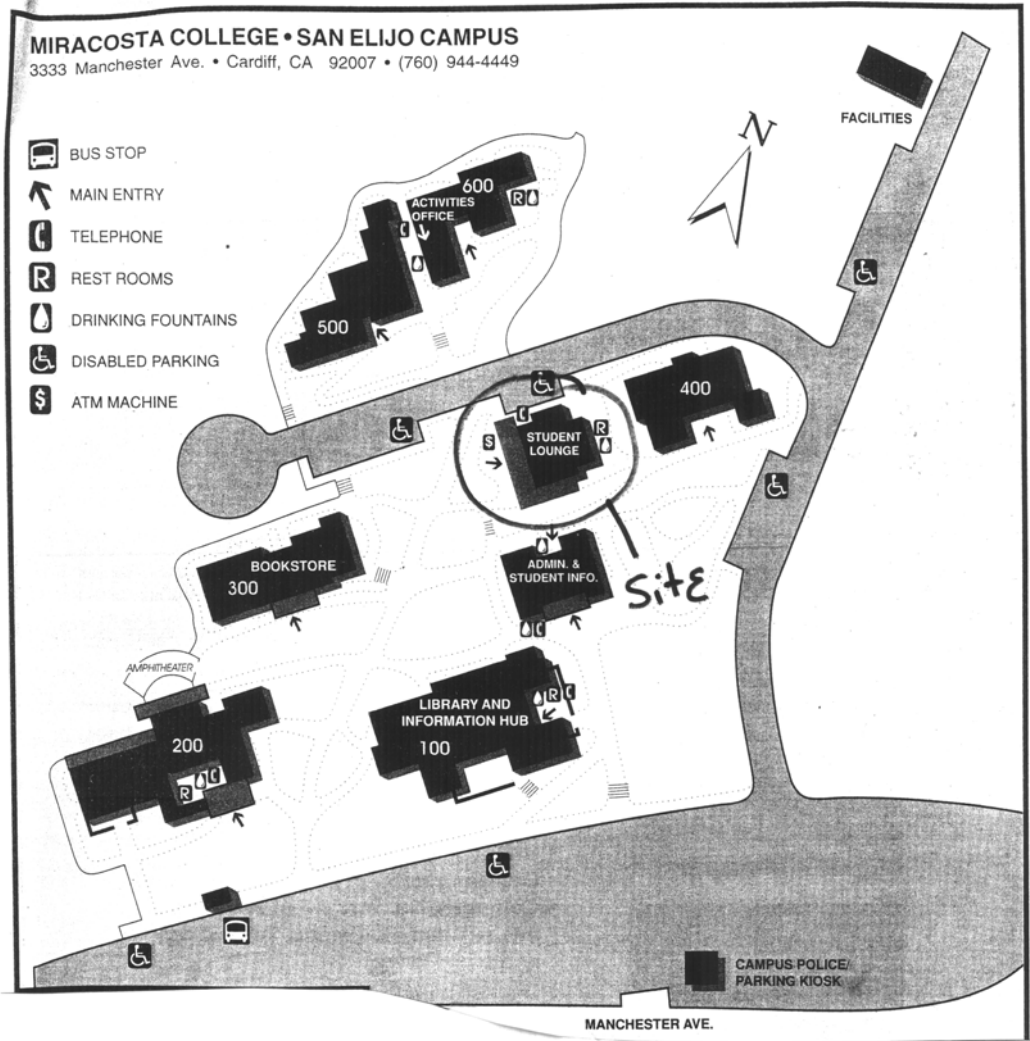 MIRACOSTA COLLEGE • SAN ELIJO CAMPUS
3333 Manchester Ave. • Cardiff, CA 92007 • (760) 944-4449
BUS STOP
MAIN ENTRY
TELEPHONE
R REST ROOMS
DRINKING FOUNTAINS
DISABLED PARKING
$ ATM MACHINE
N
FACILITIES
600
ACTIVITIES
OFFICE
R
500
400
STUDENT
LOUNGE
$
R
Site
BOOKSTORE
300
ADMIN. &
STUDENT INFO.
AMPHITHEATER
LIBRARY AND
INFORMATION HUB
100
R
200
R
CAMPUS POLICE/
PARKING KIOSK
MANCHESTER AVE.